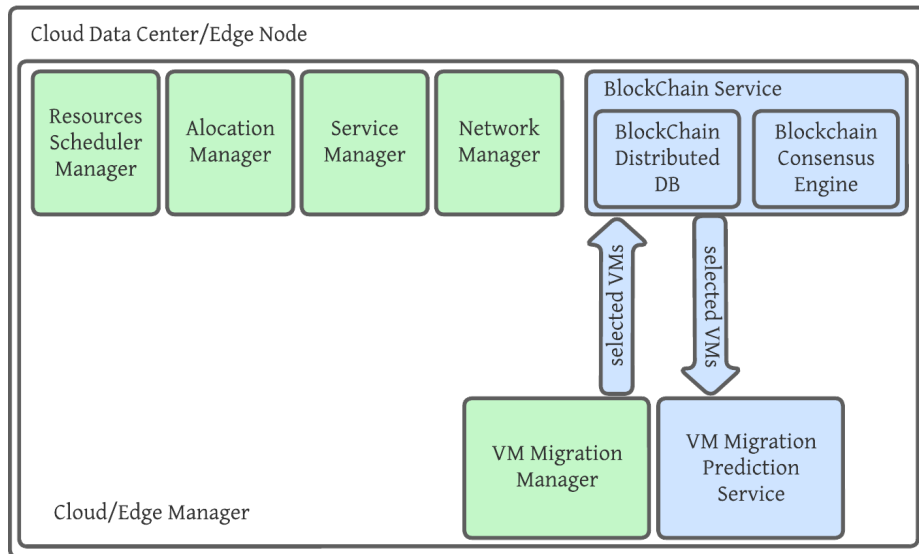 Cloud Data Center/Edge Node
Resources
Scheduler
Manager
Alocation
Manager
Service
Manager
Network
Manager
BlockChain Service
BlockChain
Distributed
DB
Blockchain
Consensus
Engine
selected VMs
selected VMs
VM Migration
Manager
VM Migration
Prediction
Service
Cloud/Edge Manager